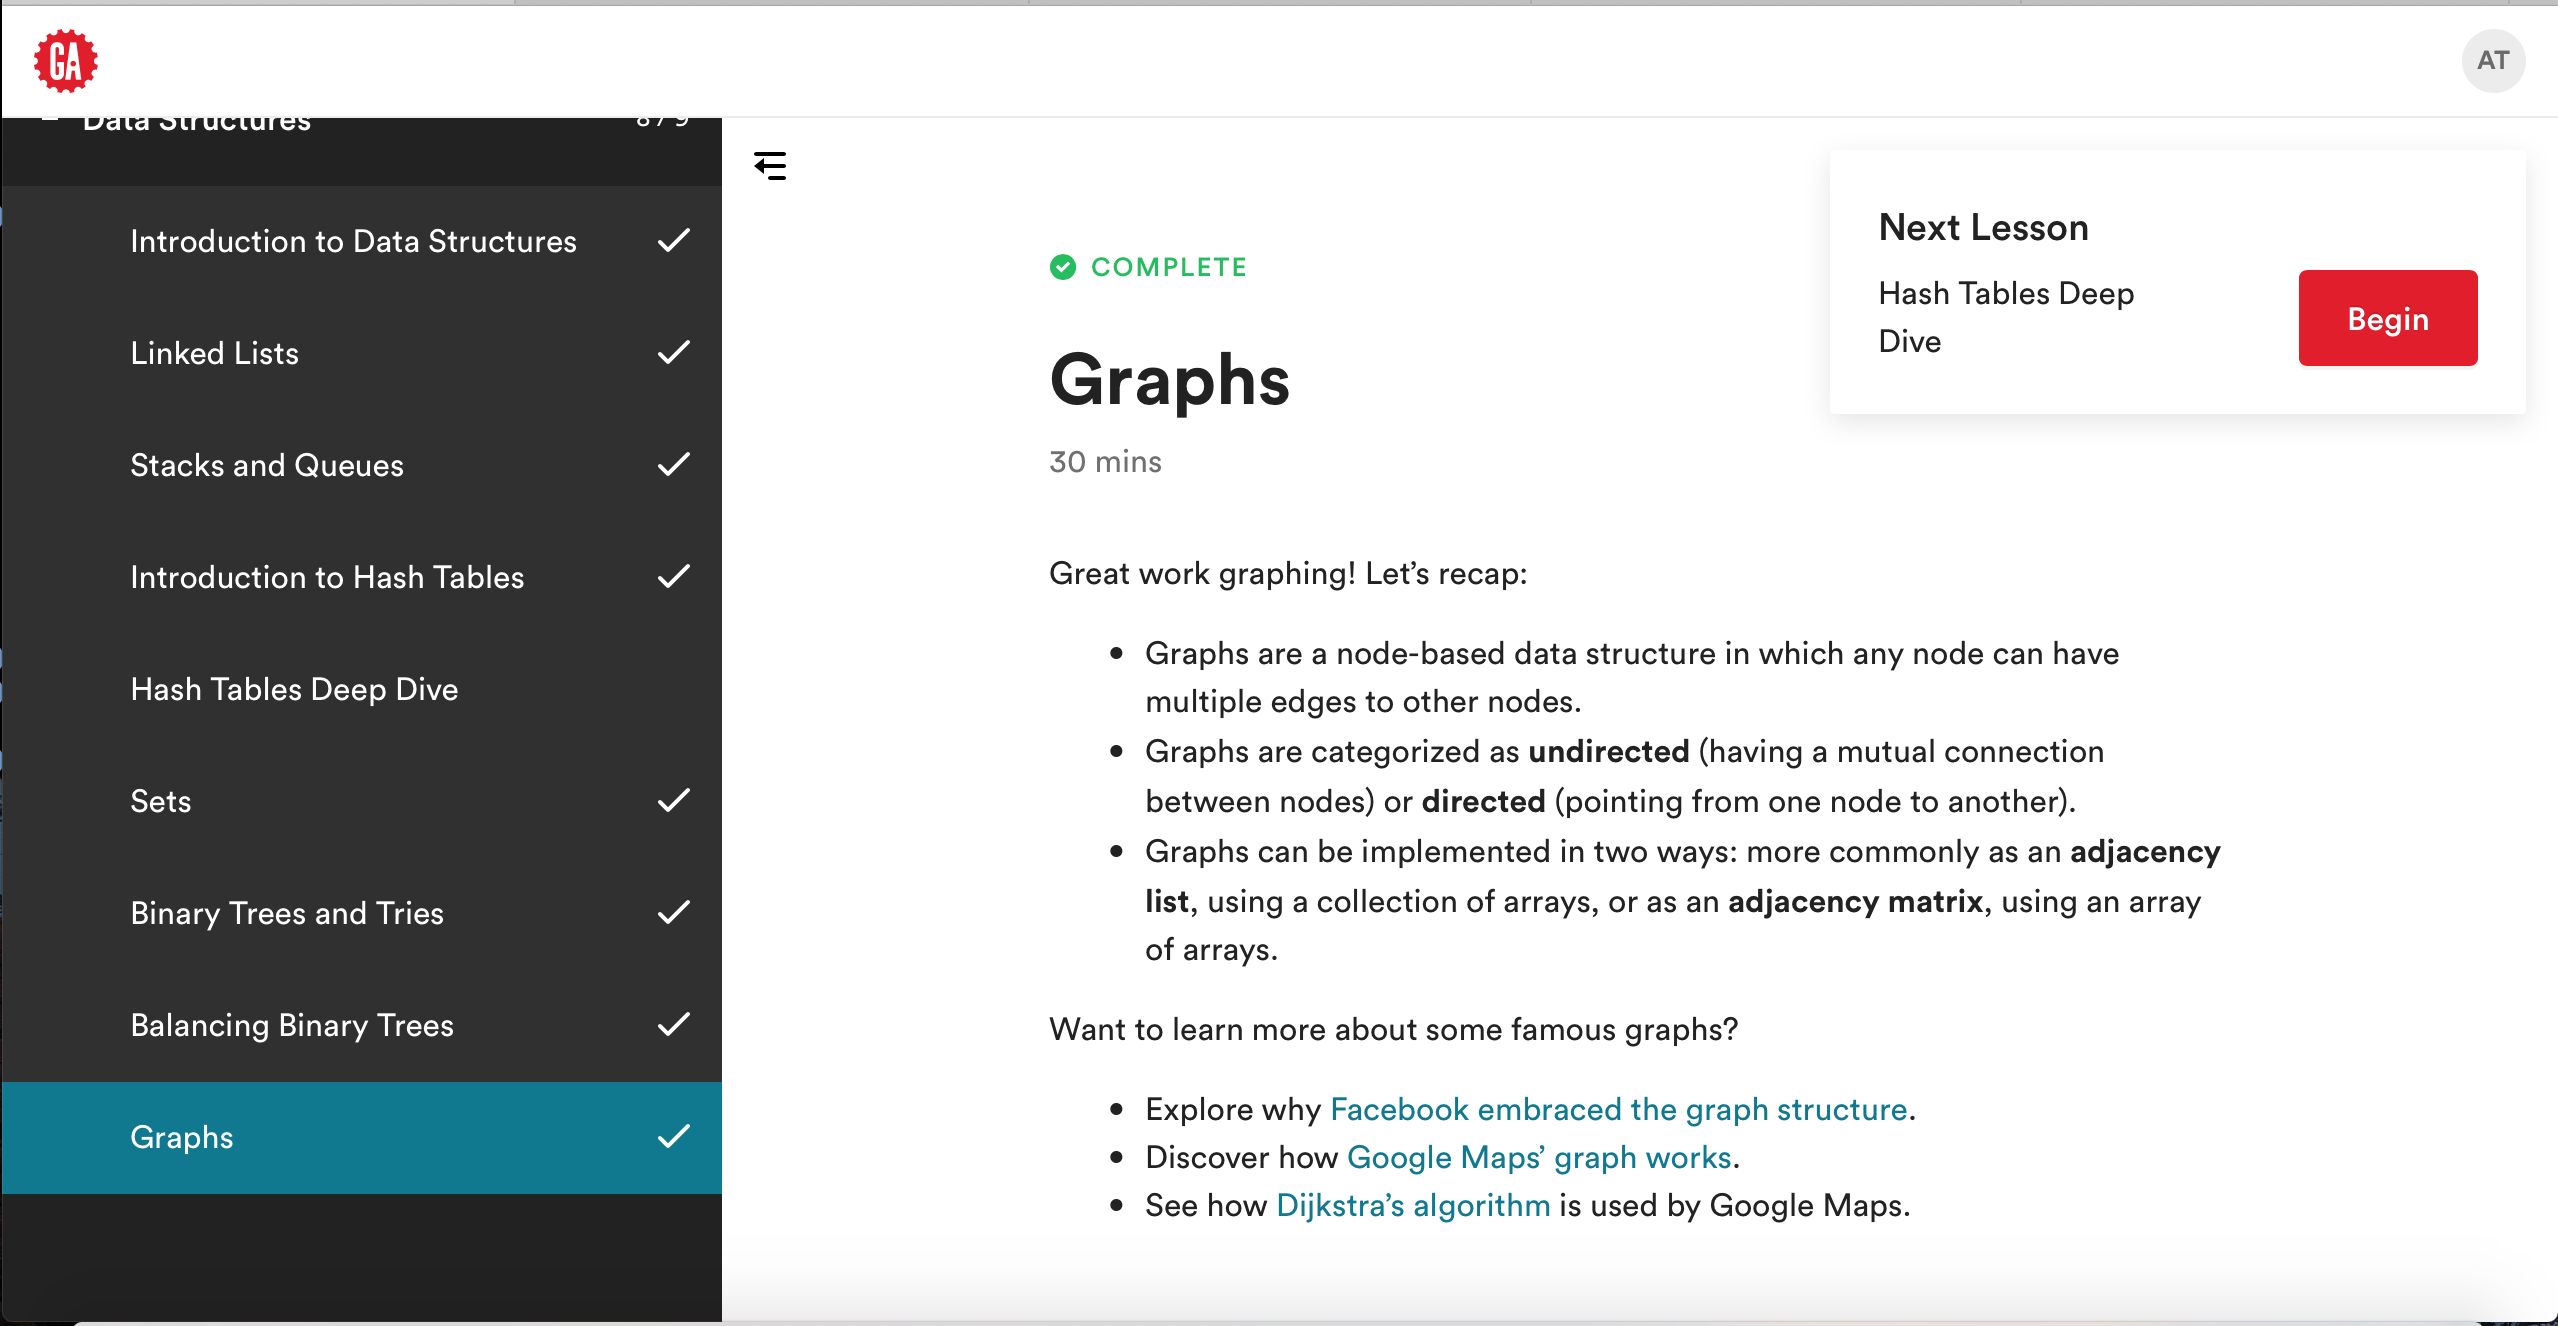 GA
AT
Data Structures 8 / 9
Introduction to Data Structures
Linked Lists
Stacks and Queues
Introduction to Hash Tables
Hash Tables Deep Dive
Sets
Binary Trees and Tries
Balancing Binary Trees
Graphs
COMPLETE
Graphs
30 mins
Next Lesson
Hash Tables Deep
Dive
Begin
Great work graphing! Let’s recap:
• Graphs are a node-based data structure in which any node can have
multiple edges to other nodes.
• Graphs are categorized as undirected (having a mutual connection
between nodes) or directed (pointing from one node to another).
• Graphs can be implemented in two ways: more commonly as an adjacency
list, using a collection of arrays, or as an adjacency matrix, using an array
of arrays.
Want to learn more about some famous graphs?
• Explore why Facebook embraced the graph structure.
• Discover how Google Maps’ graph works.
• See how Dijkstra’s algorithm is used by Google Maps.